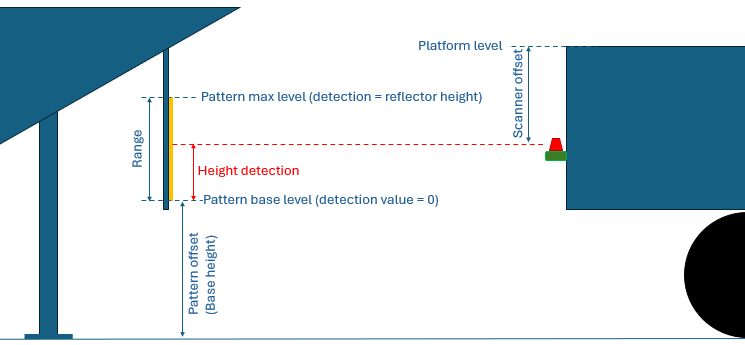 Platform level
Scanner offset
Pattern max level (detection = reflector height)
Range
Height detection
-Pattern base level (detection value = 0)
Pattern offset
(Base height)